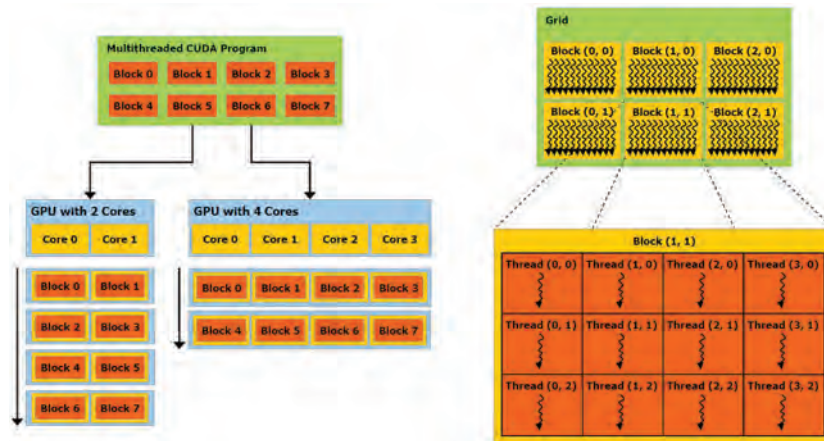 Multithreaded CUDA Program
Block 0 Block 1 Block 2 Block 3
Block 4 Block 5 Block 6 Block 7
GPU with 2 Cores
Core 0 Core 1
Block 0 Block 1
Block 2 Block 3
Block 4 Block 5
Block 6 Block 7
GPU with 4 Cores
Core 0 Core 1 Core 2 Core 3
Block 0 Block 1 Block 2 Block 3
Block 4 Block 5 Block 6 Block 7
Grid
Block (0, 0) Block (1, 0) Block (2, 0)
Block (0, 1) Block (1, 1) Block (2, 1)
Block (1, 1)
Thread (0, 0) Thread (1, 0) Thread (2, 0) Thread (3, 0)
Thread (0, 1) Thread (1, 1) Thread (2, 1) Thread (3, 1)
Thread (0, 2) Thread (1, 2) Thread (2, 2) Thread (3, 2)